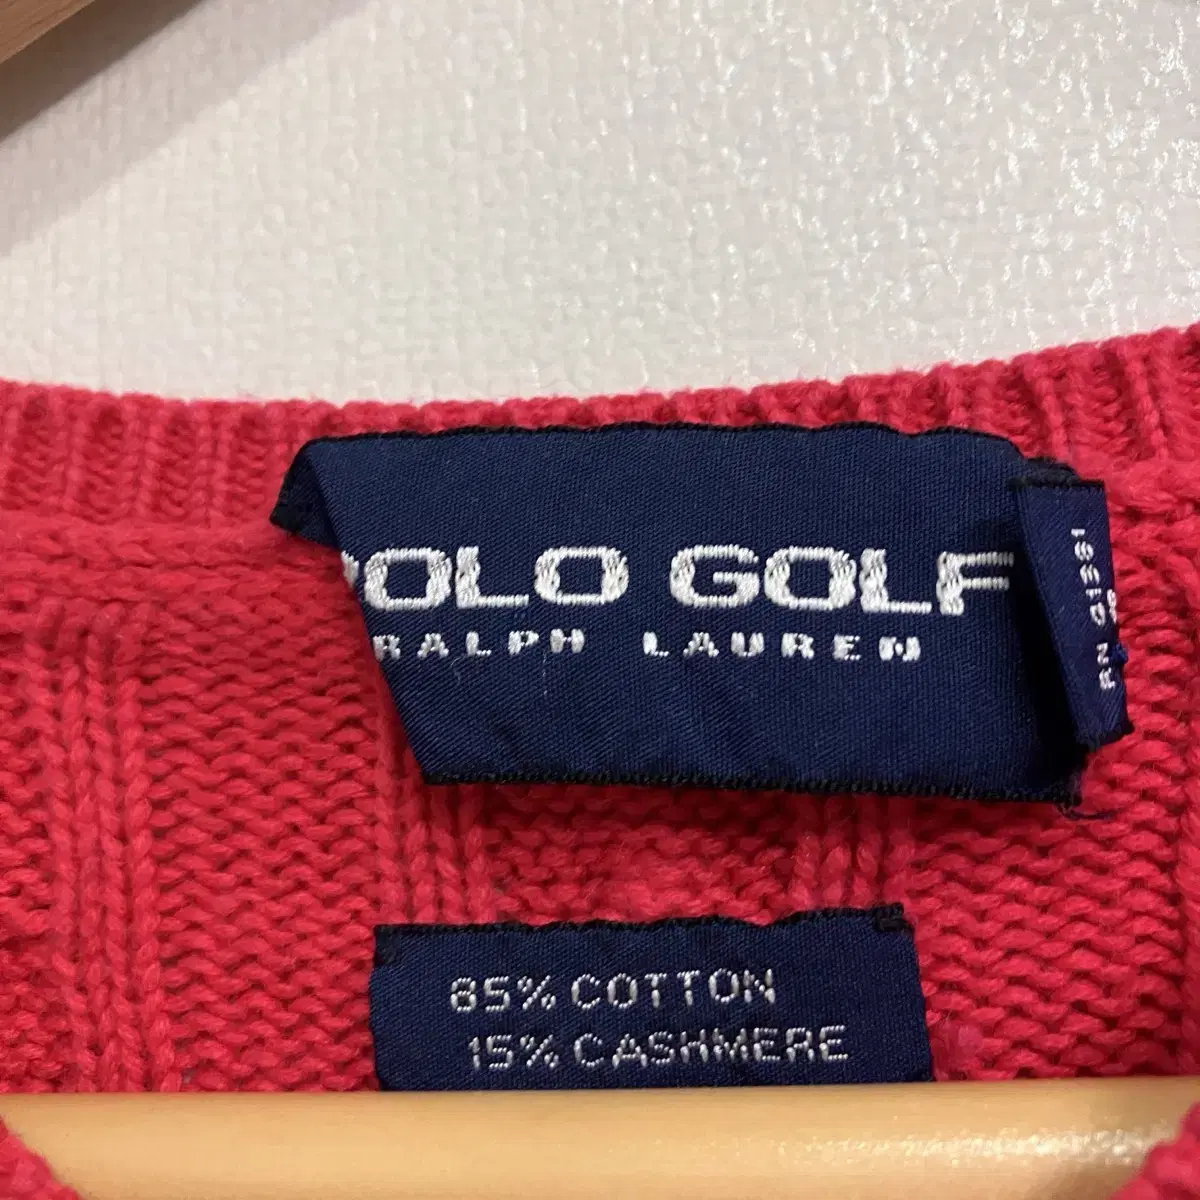 POLO GOLF
RALPH LAUREN
85% COTTON
15% CASHMERE